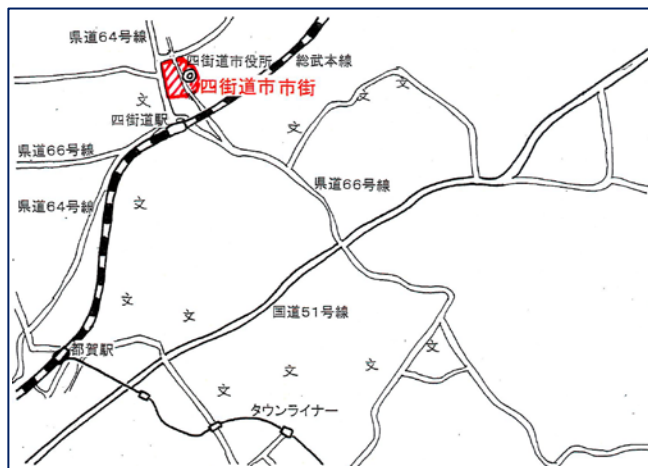 県道64号線
四街道市役所
総武本線
四街道市市街
文
文
文
文
四街道駅
県道66号線
県道66号線
県道64号線
文
文
文
国道51号線
都賀駅
文
文
文
文
タウンライナー